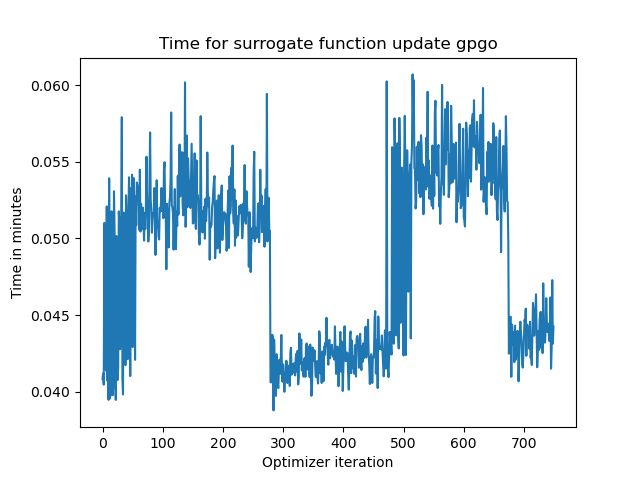 Time for surrogate function update gpgo
0.060
0.055
0.050
0.045
0.040
Time in minutes
0 100 200 300 400 500 600 700
Optimizer iteration